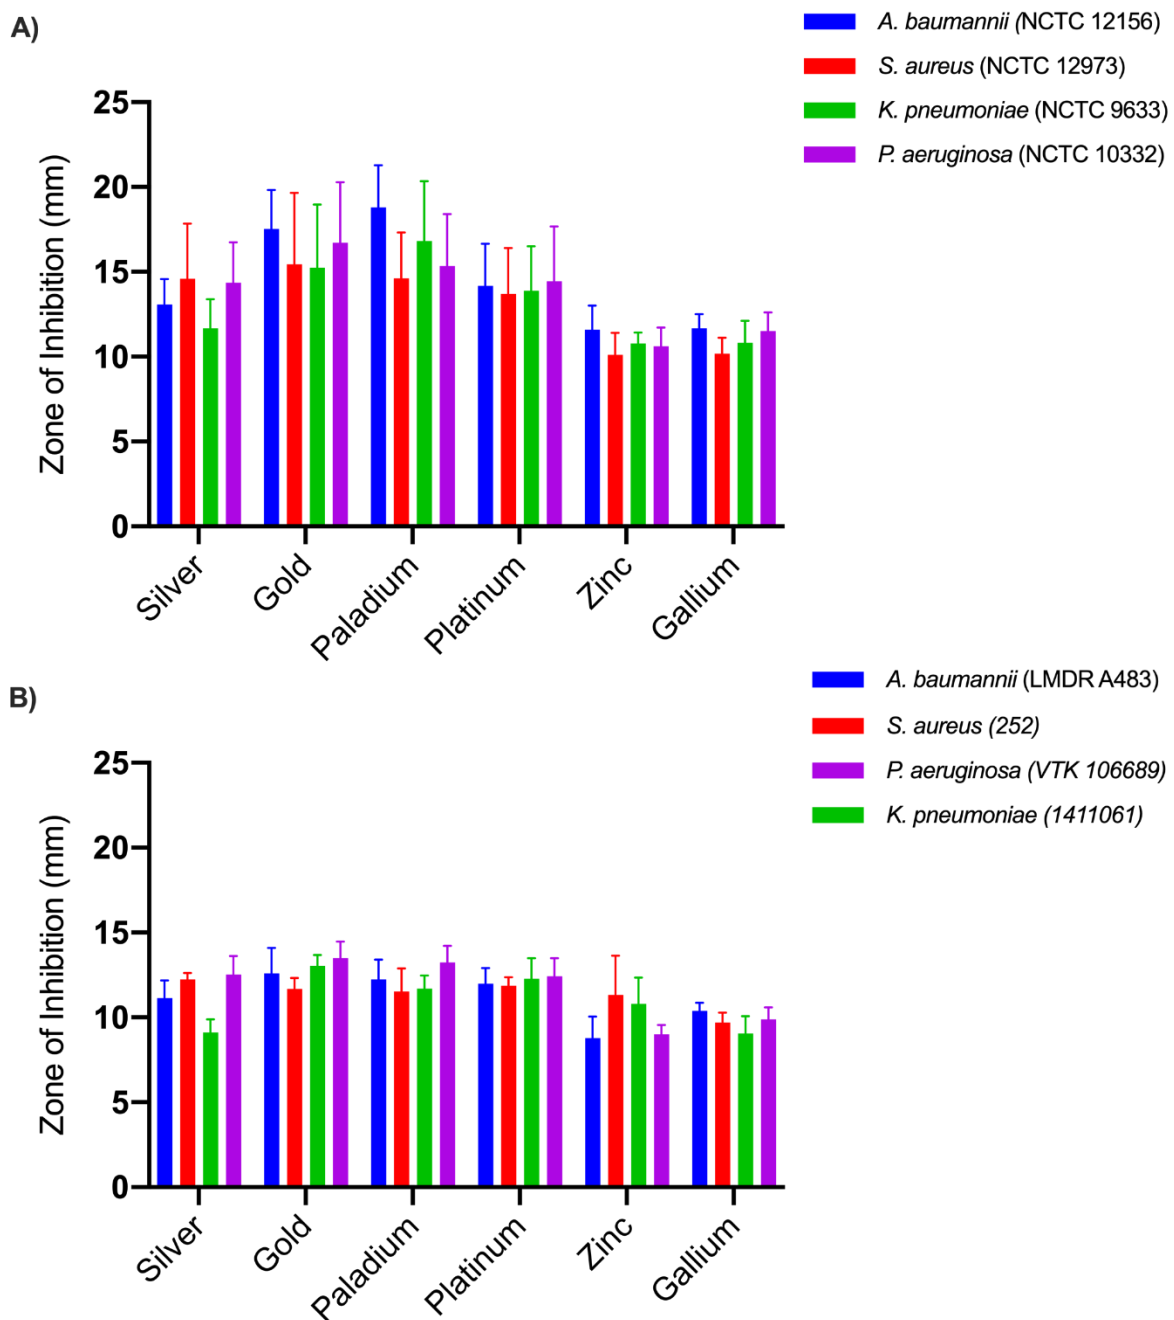 A)
A. baumannii (NCTC 12156)
S. aureus (NCTC 12973)
K. pneumoniae (NCTC 9633)
P. aeruginosa (NCTC 10332)
Zone of Inhibition (mm)
25
20
15
10
5
0
Silver
Gold
Paladium
Platinum
Zinc
Gallium
B)
A. baumannii (LMDR A483)
S. aureus (252)
P. aeruginosa (VTK 106689)
K. pneumoniae (1411061)
Zone of Inhibition (mm)
25
20
15
10
5
0
Silver
Gold
Paladium
Platinum
Zinc
Gallium